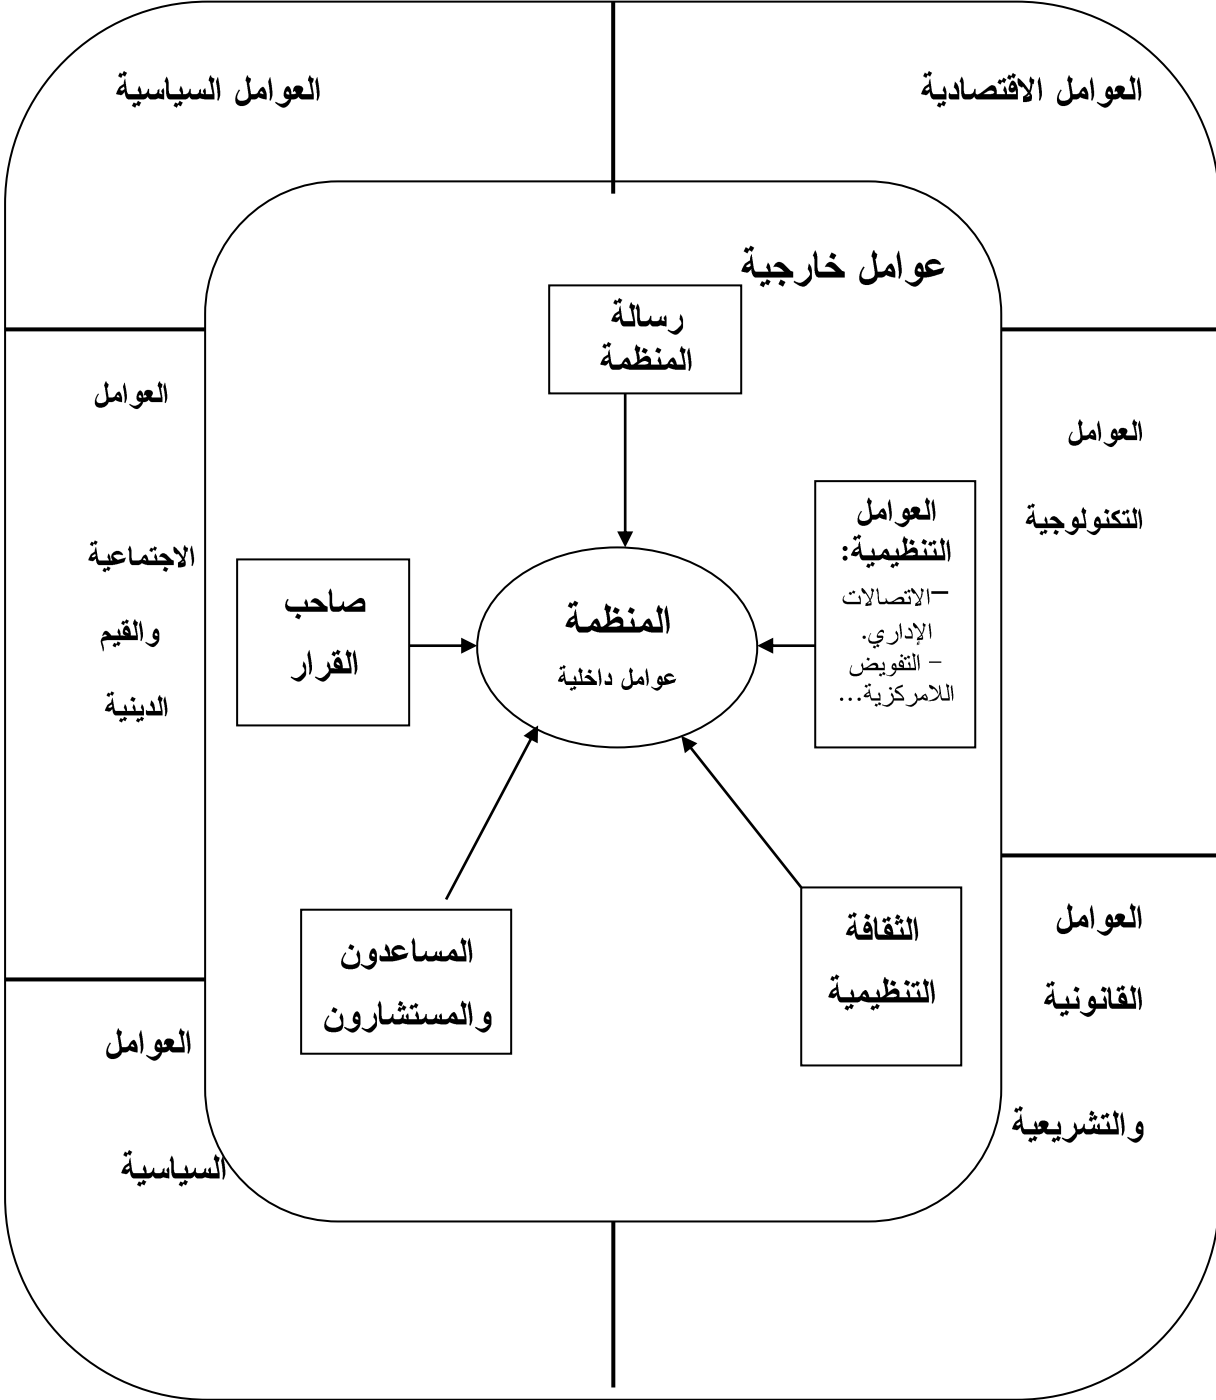 العوامل الاقتصادية
العوامل السياسية
عوامل خارجية
رسالة
المنظمة
العوامل
التكنولوجية
العوامل
الاجتماعية
والقيم
الدينية
العوامل
التنظيمية:
–الاتصالات
الإداري.
– التفويض
اللامركزية...
المنظمة
عوامل داخلية
صاحب
القرار
الثقافة
التنظيمية
المساعدون
والمستشارون
العوامل
القانونية
والتشريعية
العوامل
السياسية